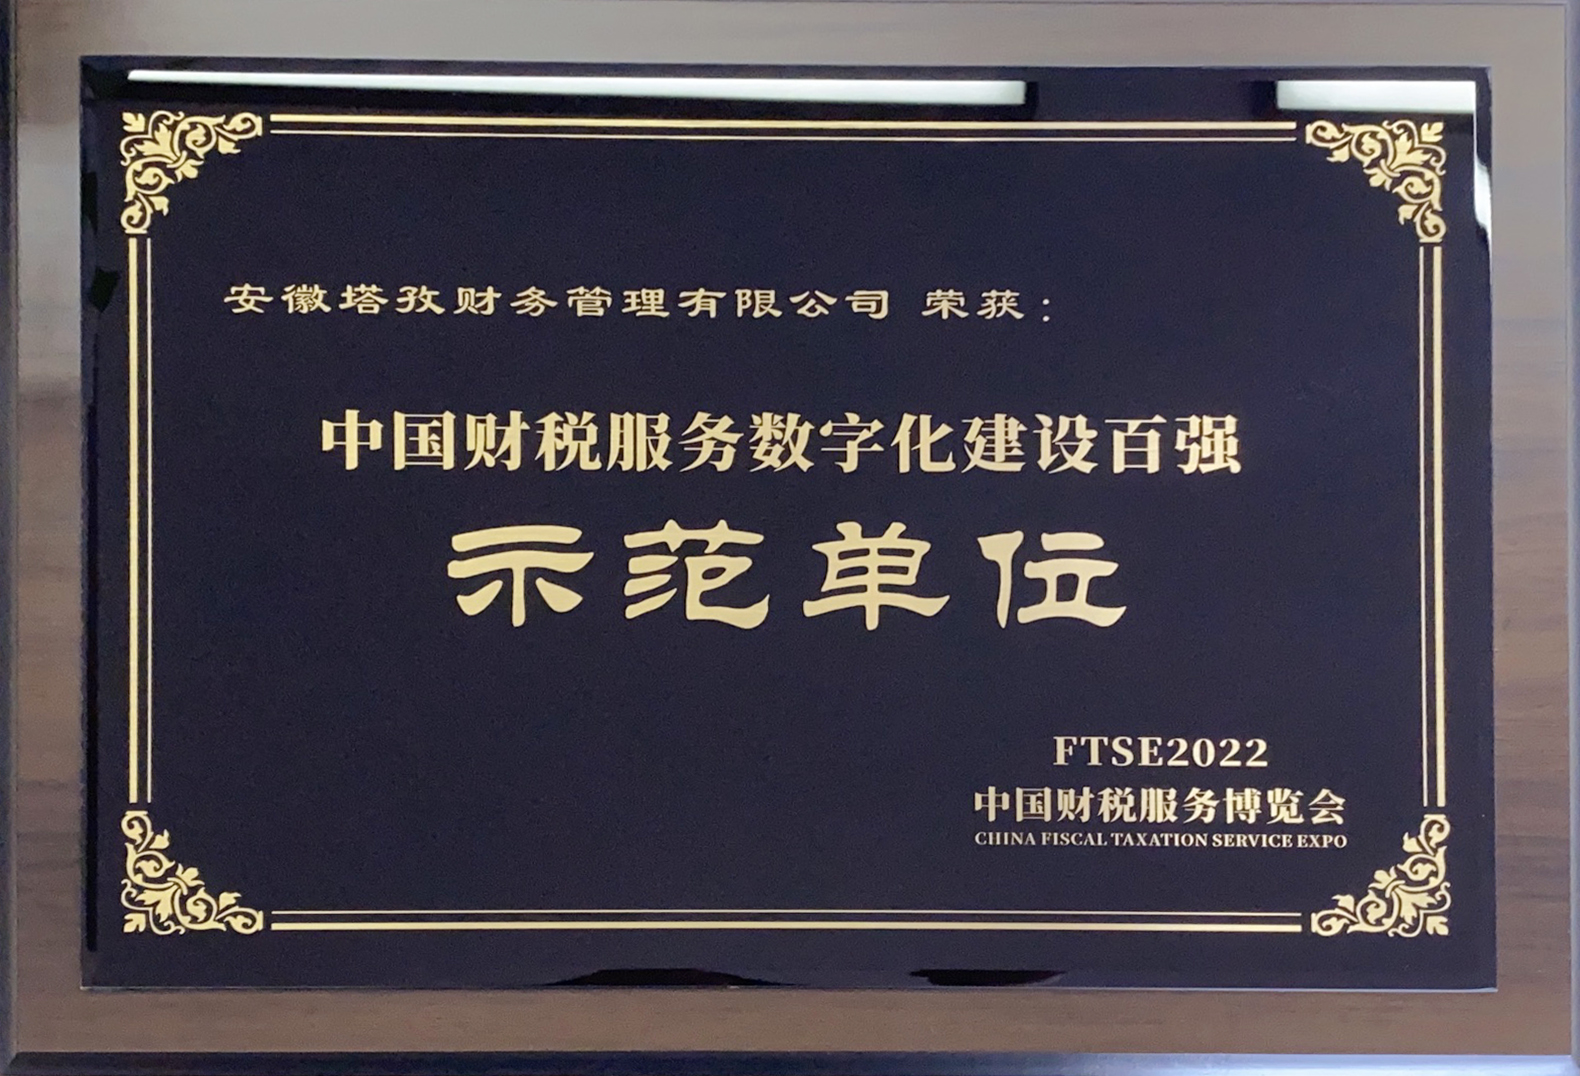 安徽塔孜财务管理有限公司 荣获：
中国财税服务数字化建设百强
示范单位
FTSE2022
中国财税服务博览会
CHINA FISCAL TAXATION SERVICE EXPO